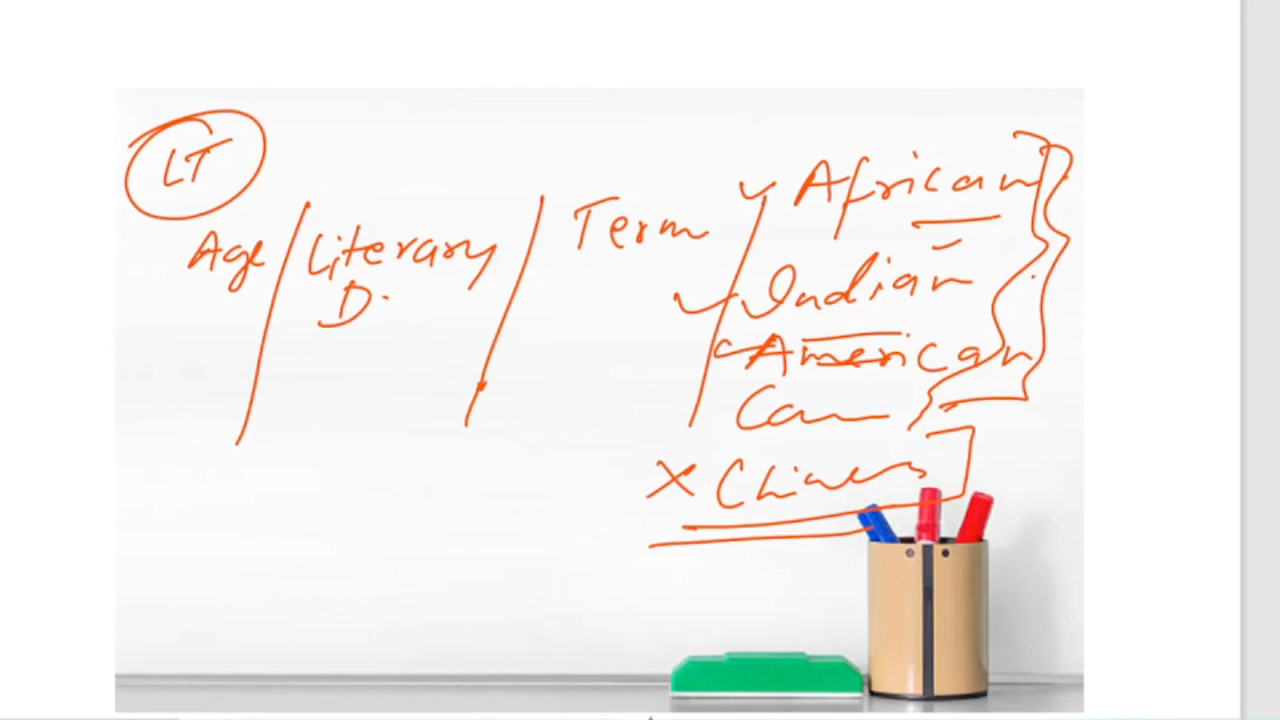 LT
Age / Literary D. / Term /
✓ African
✓ Indian
✓ American
Can
× Chines